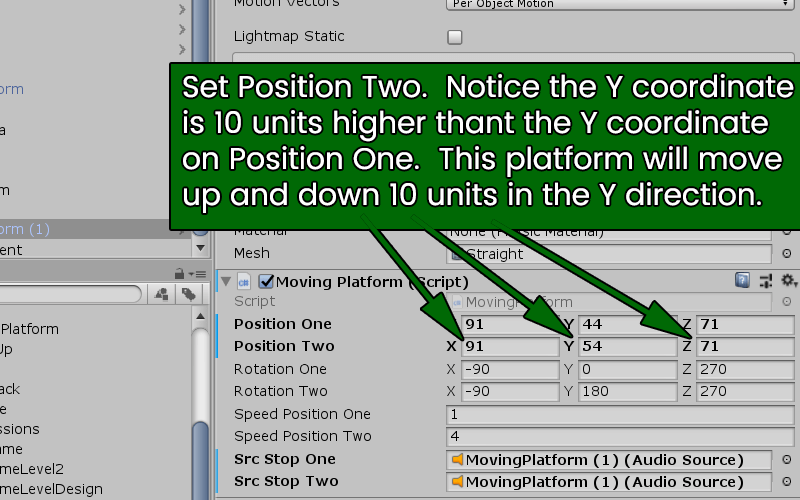 Motion Vectors
Per Object Motion
Lightmap Static
Set Position Two. Notice the Y coordinate
is 10 units higher thant the Y coordinate
on Position One. This platform will move
up and down 10 units in the Y direction.
orm
a
m
orm (1)
ent
Material
None (Physic Material)
Mesh
Straight
Moving Platform (Script)
Script
MovingPlatform
Position One
91
Y 44
Z 71
Position Two
X 91
Y 54
Z 71
Rotation One
X -90
Y 0
Z 270
Rotation Two
X -90
Y 180
Z 270
Speed Position One
1
Speed Position Two
4
Src Stop One
MovingPlatform (1) (Audio Source)
Src Stop Two
MovingPlatform (1) (Audio Source)
Platform
Up
ack
e
ssions
ame
meLevel2
meLevelDesign